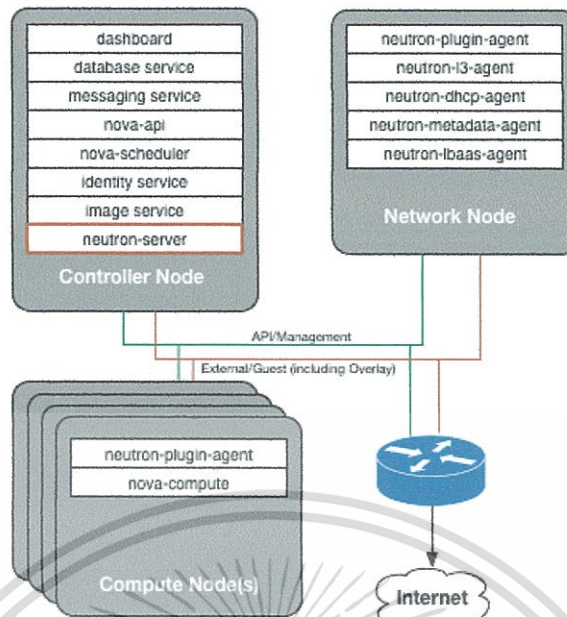 dashboard
database service
messaging service
nova-api
nova-scheduler
identity service
image service
neutron-server
Controller Node
neutron-plugin-agent
neutron-l3-agent
neutron-dhcp-agent
neutron-metadata-agent
neutron-lbaas-agent
Network Node
API/Management
External/Guest (including Overlay)
neutron-plugin-agent
nova-compute
Compute Node(s)
Internet